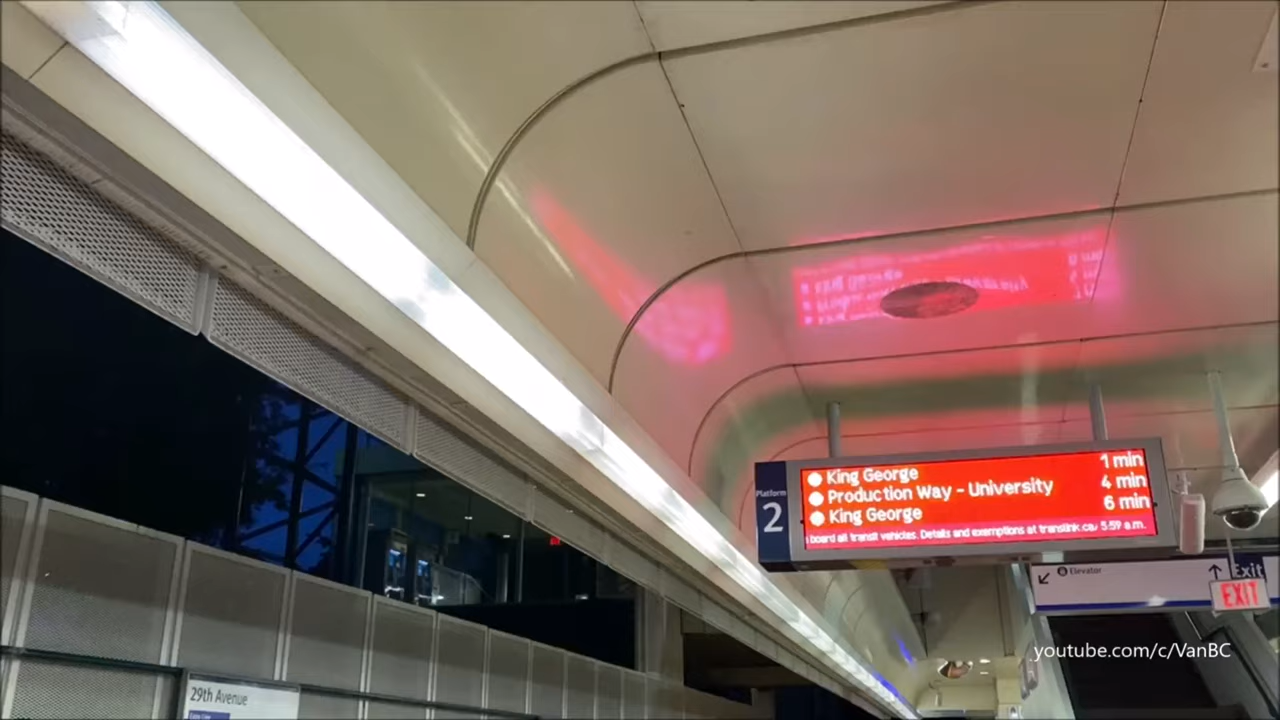 Platform
2
King George 1 min
Production Way - University 4 min
King George 6 min
board all transit vehicles. Details and exemptions at translink.ca/ 5:59 a.m.
Elevator
Exit
EXIT
29th Avenue
youtube.com/c/VanBC